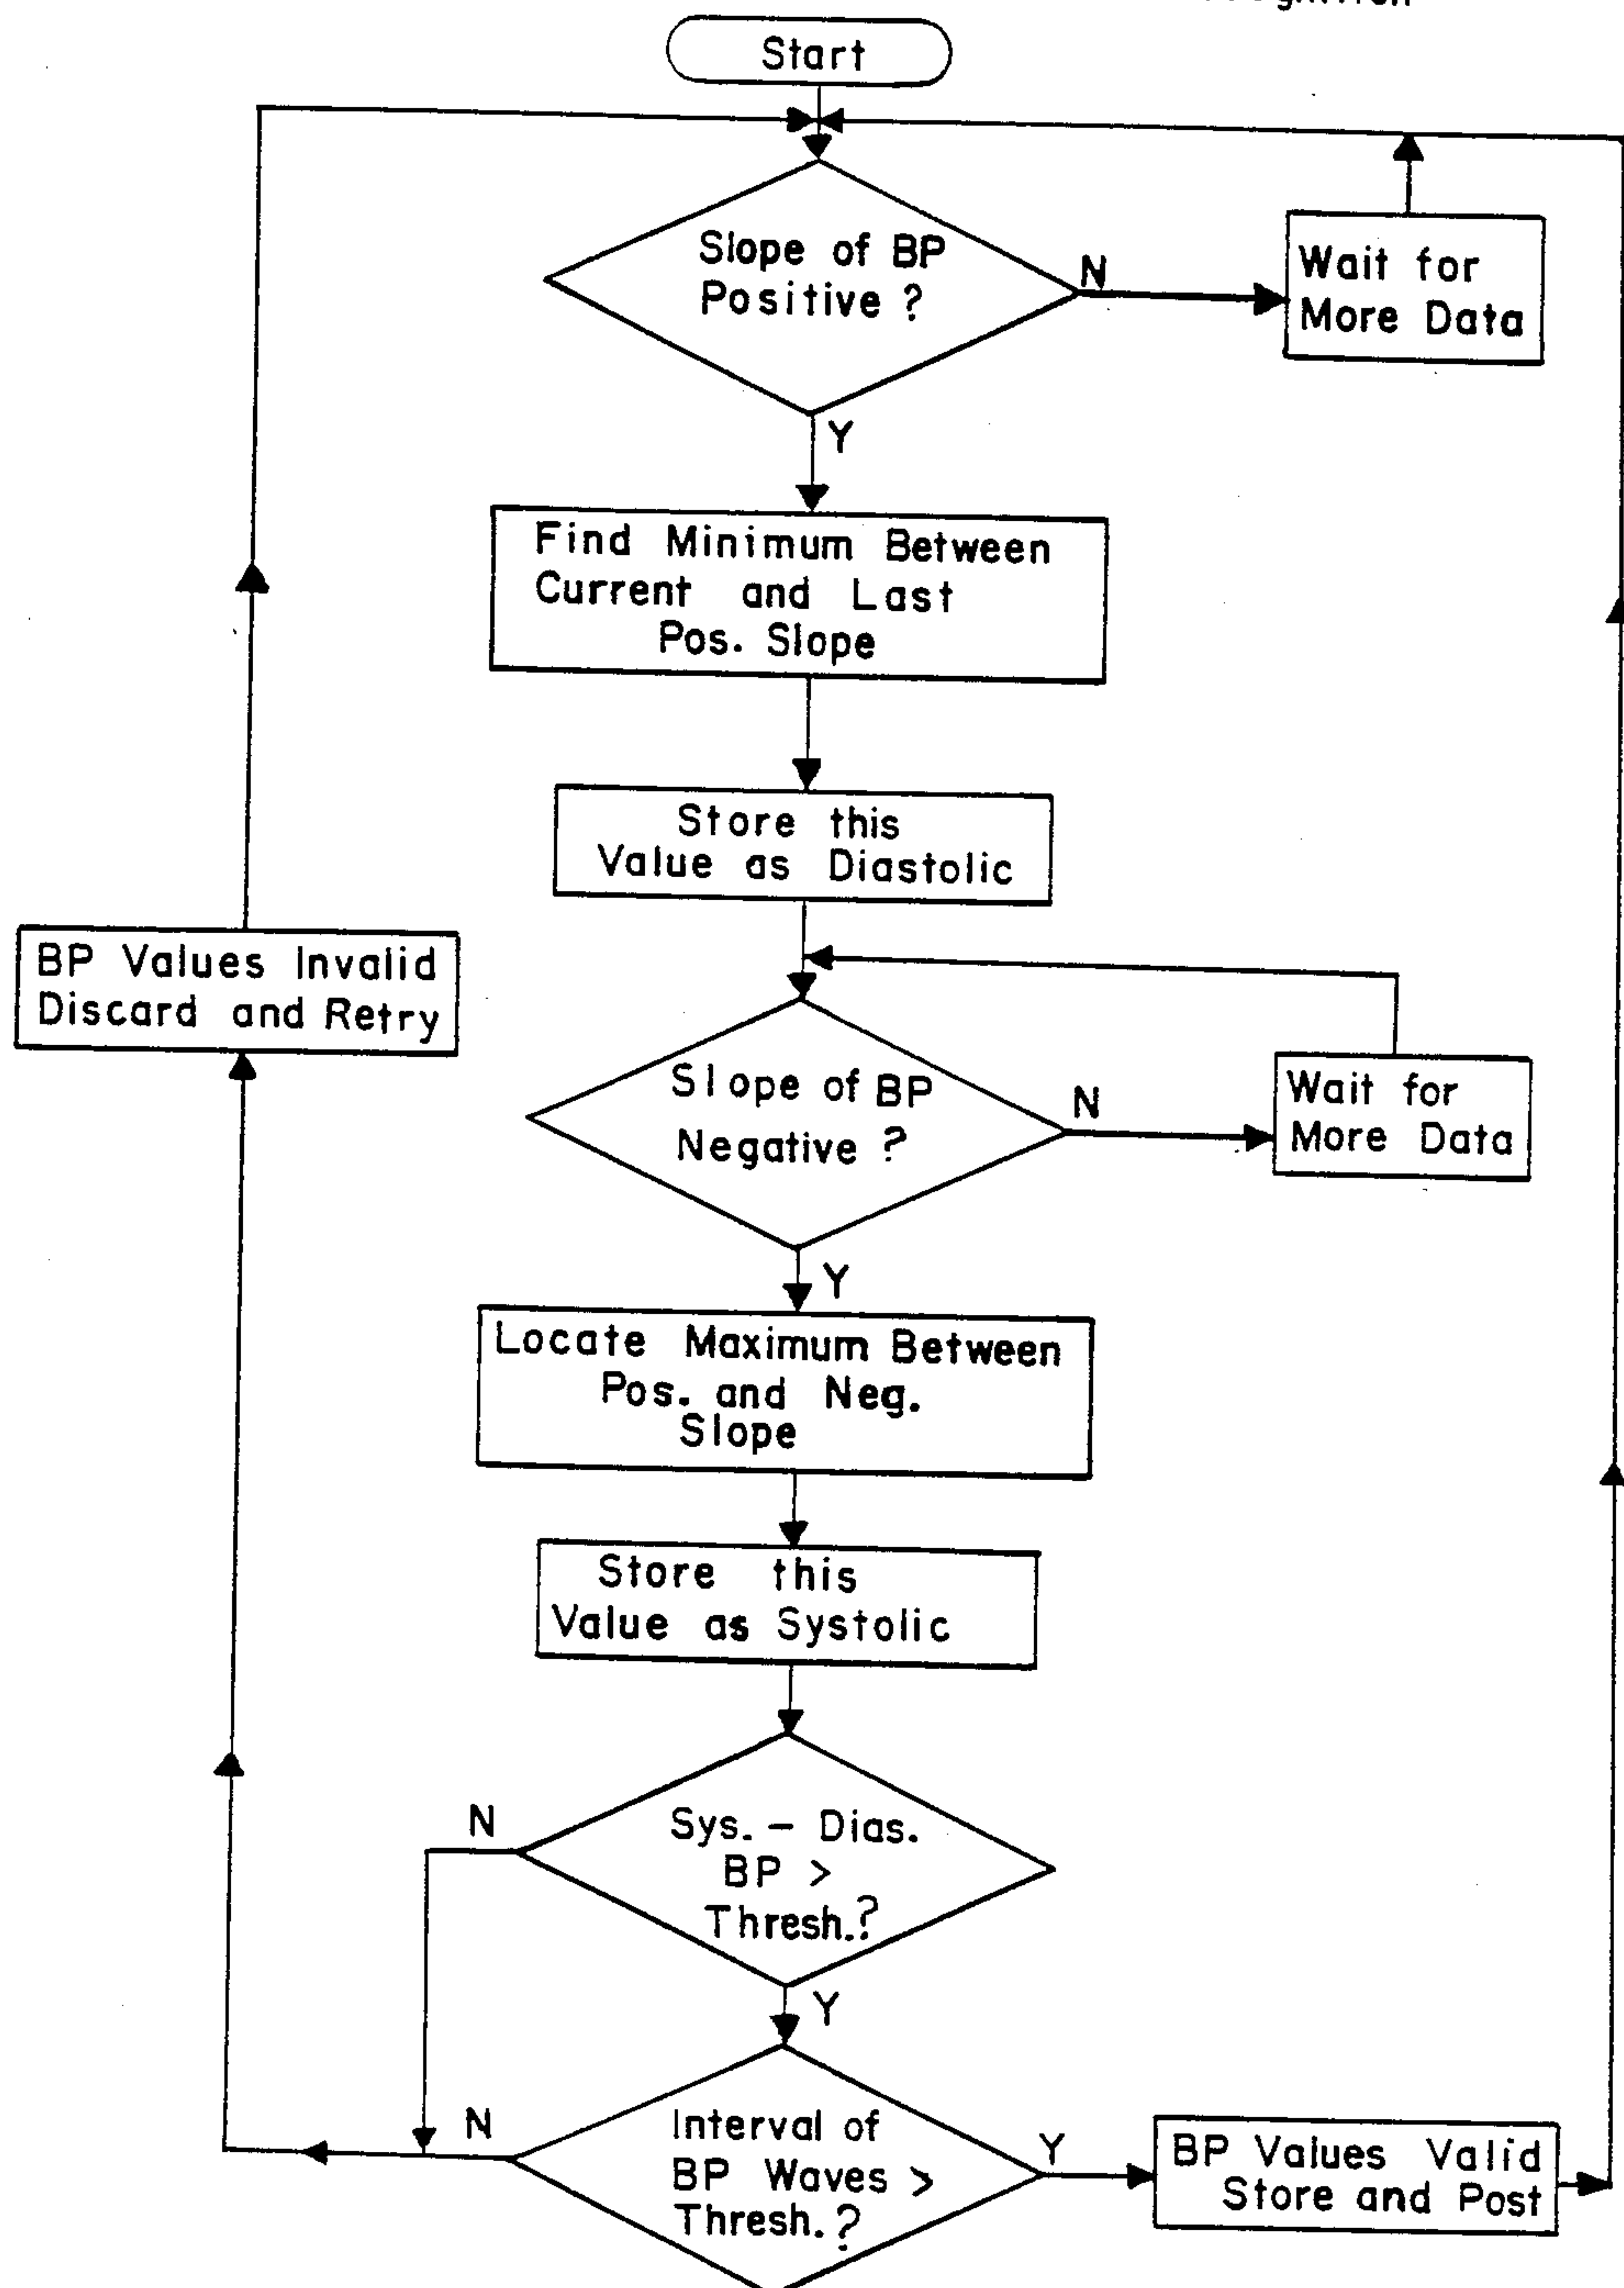 Start
Slope of BP
Positive ?
N
Wait for
More Data
Y
Find Minimum Between
Current and Last
Pos. Slope
Store this
Value as Diastolic
BP Values Invalid
Discard and Retry
Slope of BP
Negative ?
N
Wait for
More Data
Y
Locate Maximum Between
Pos. and Neg.
Slope
Store this
Value as Systolic
N
Sys. – Dias.
BP >
Thresh.?
Y
N
Interval of
BP Waves >
Thresh.?
Y
BP Values Valid
Store and Post